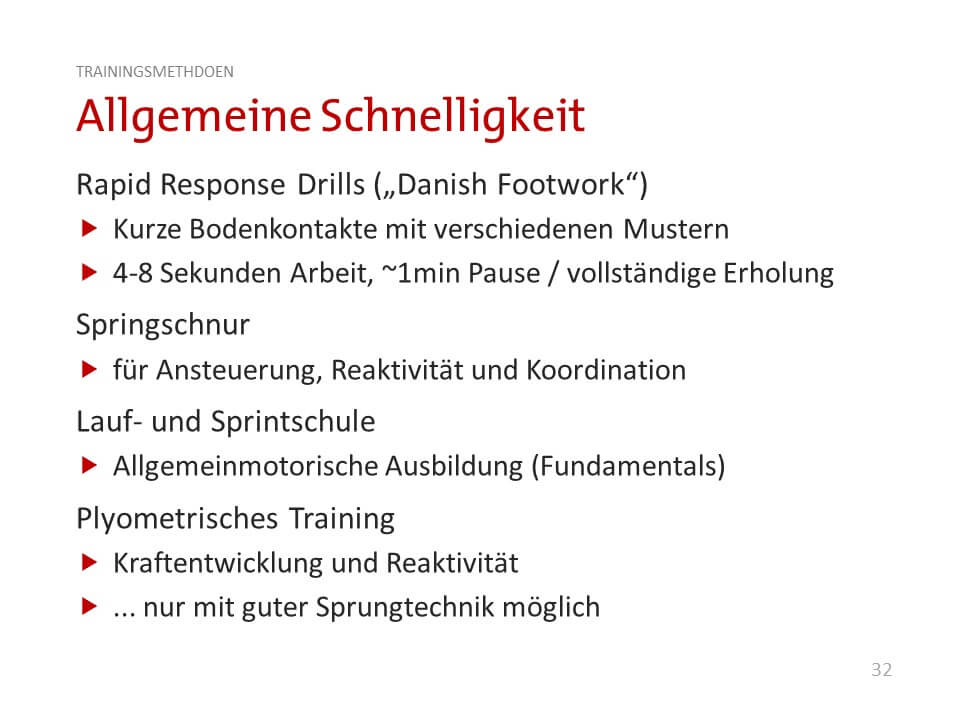 TRAININGSMETHDOEN
Allgemeine Schnelligkeit
Rapid Response Drills („Danish Footwork“)
Kurze Bodenkontakte mit verschiedenen Mustern
4-8 Sekunden Arbeit, ~1min Pause / vollständige Erholung
Springschnur
für Ansteuerung, Reaktivität und Koordination
Lauf- und Sprintschule
Allgemeinmotorische Ausbildung (Fundamentals)
Plyometrisches Training
Kraftentwicklung und Reaktivität
... nur mit guter Sprungtechnik möglich
32